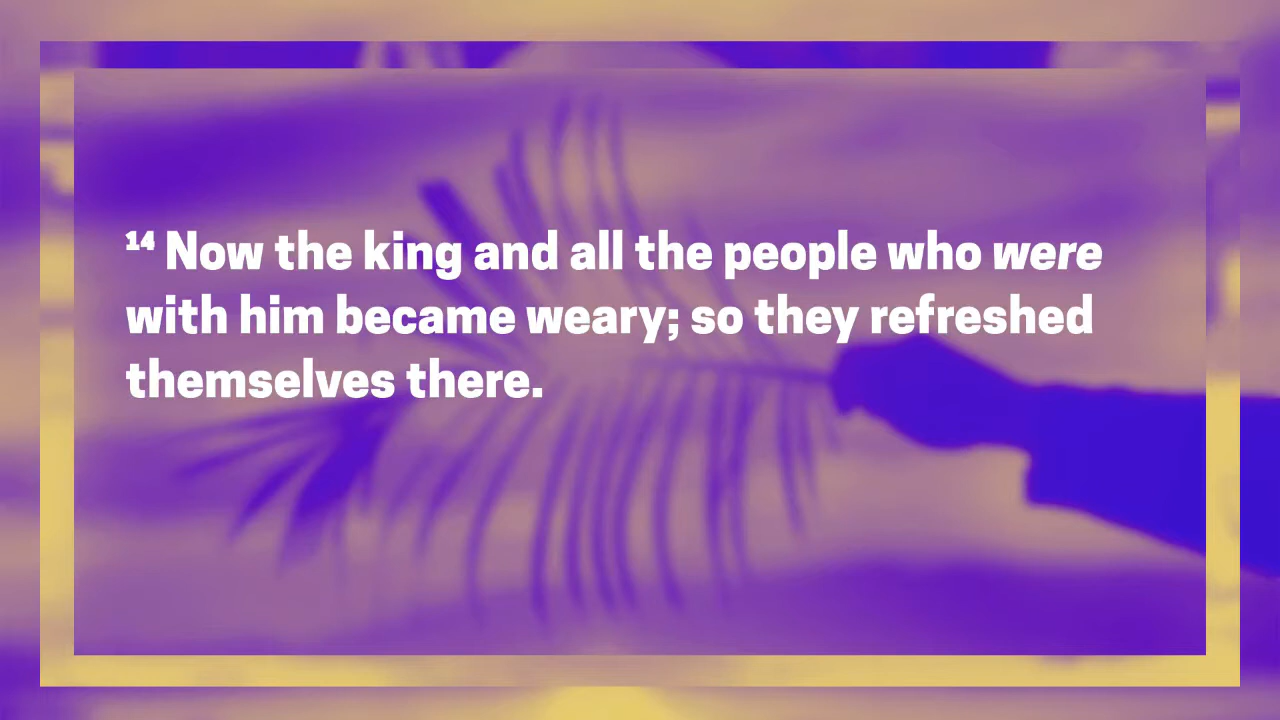 ¹⁴ Now the king and all the people who were
with him became weary; so they refreshed
themselves there.